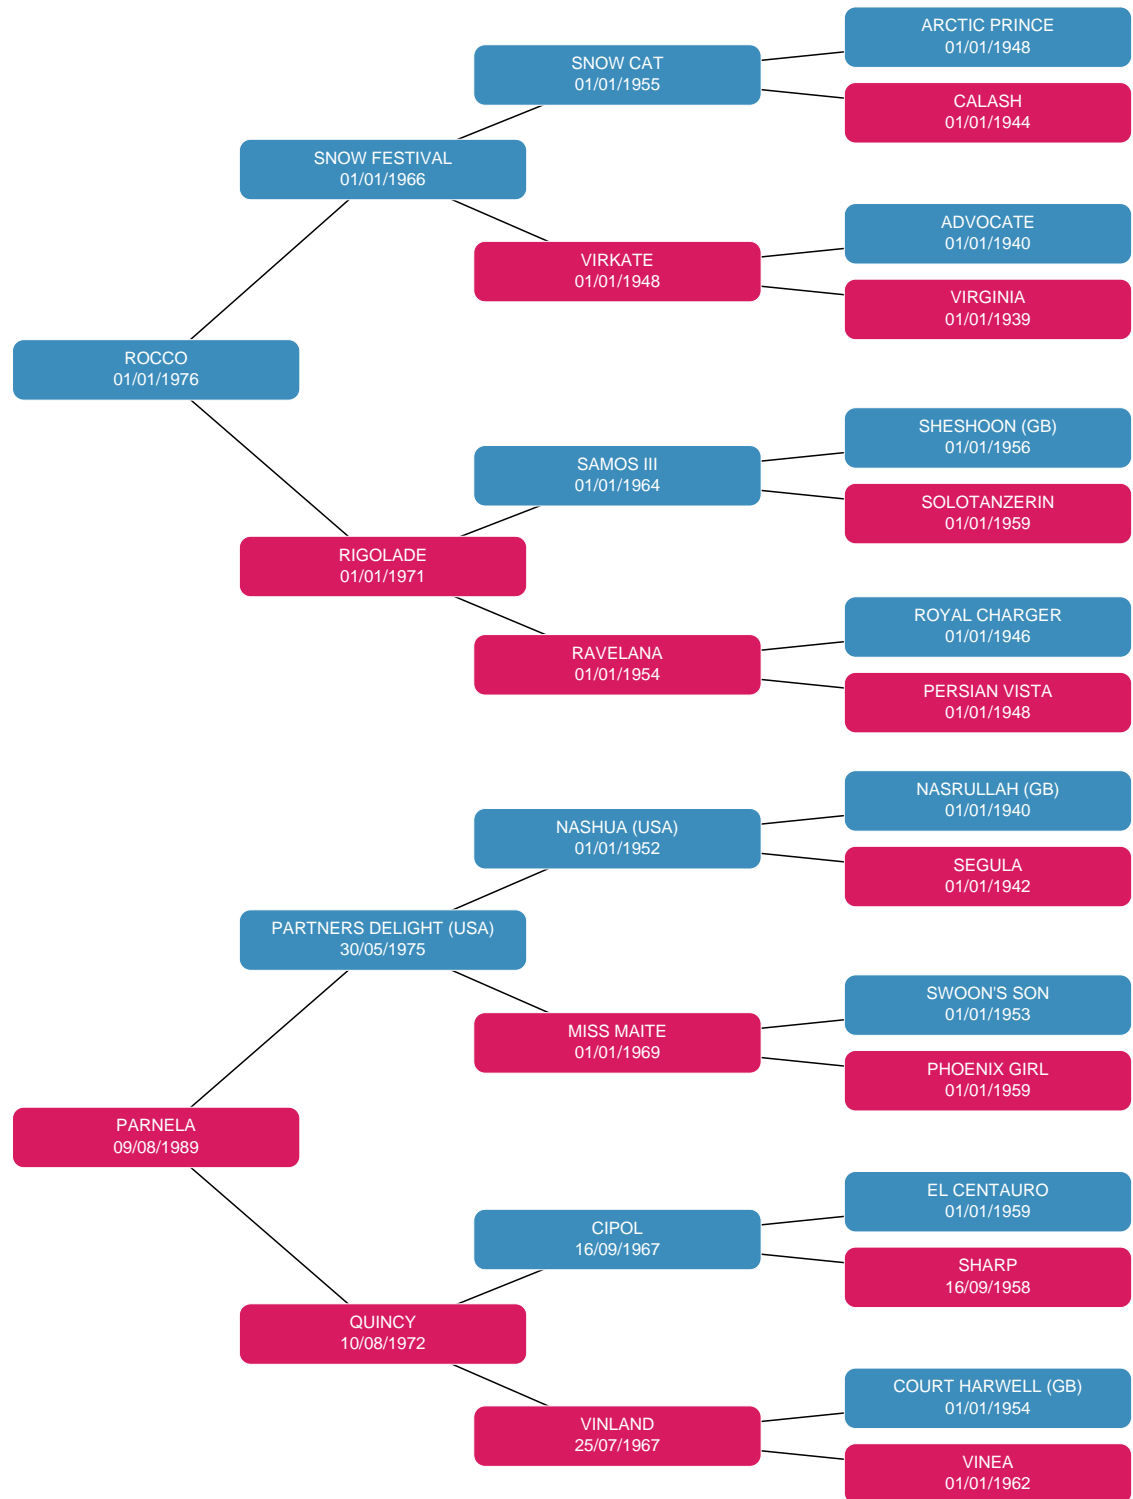 ARCTIC PRINCE
01/01/1948
SNOW CAT
01/01/1955
CALASH
01/01/1944
SNOW FESTIVAL
01/01/1966
ADVOCATE
01/01/1940
VIRKATE
01/01/1948
VIRGINIA
01/01/1939
ROCCO
01/01/1976
SHESHOON (GB)
01/01/1956
SAMOS III
01/01/1964
SOLOTANZERIN
01/01/1959
RIGOLADE
01/01/1971
ROYAL CHARGER
01/01/1946
RAVELANA
01/01/1954
PERSIAN VISTA
01/01/1948
NASRULLAH (GB)
01/01/1940
NASHUA (USA)
01/01/1952
SEGULA
01/01/1942
PARTNERS DELIGHT (USA)
30/05/1975
SWOON'S SON
01/01/1953
MISS MAITE
01/01/1969
PHOENIX GIRL
01/01/1959
PARNELA
09/08/1989
EL CENTAURO
01/01/1959
CIPOL
16/09/1967
SHARP
16/09/1958
QUINCY
10/08/1972
COURT HARWELL (GB)
01/01/1954
VINLAND
25/07/1967
VINEA
01/01/1962